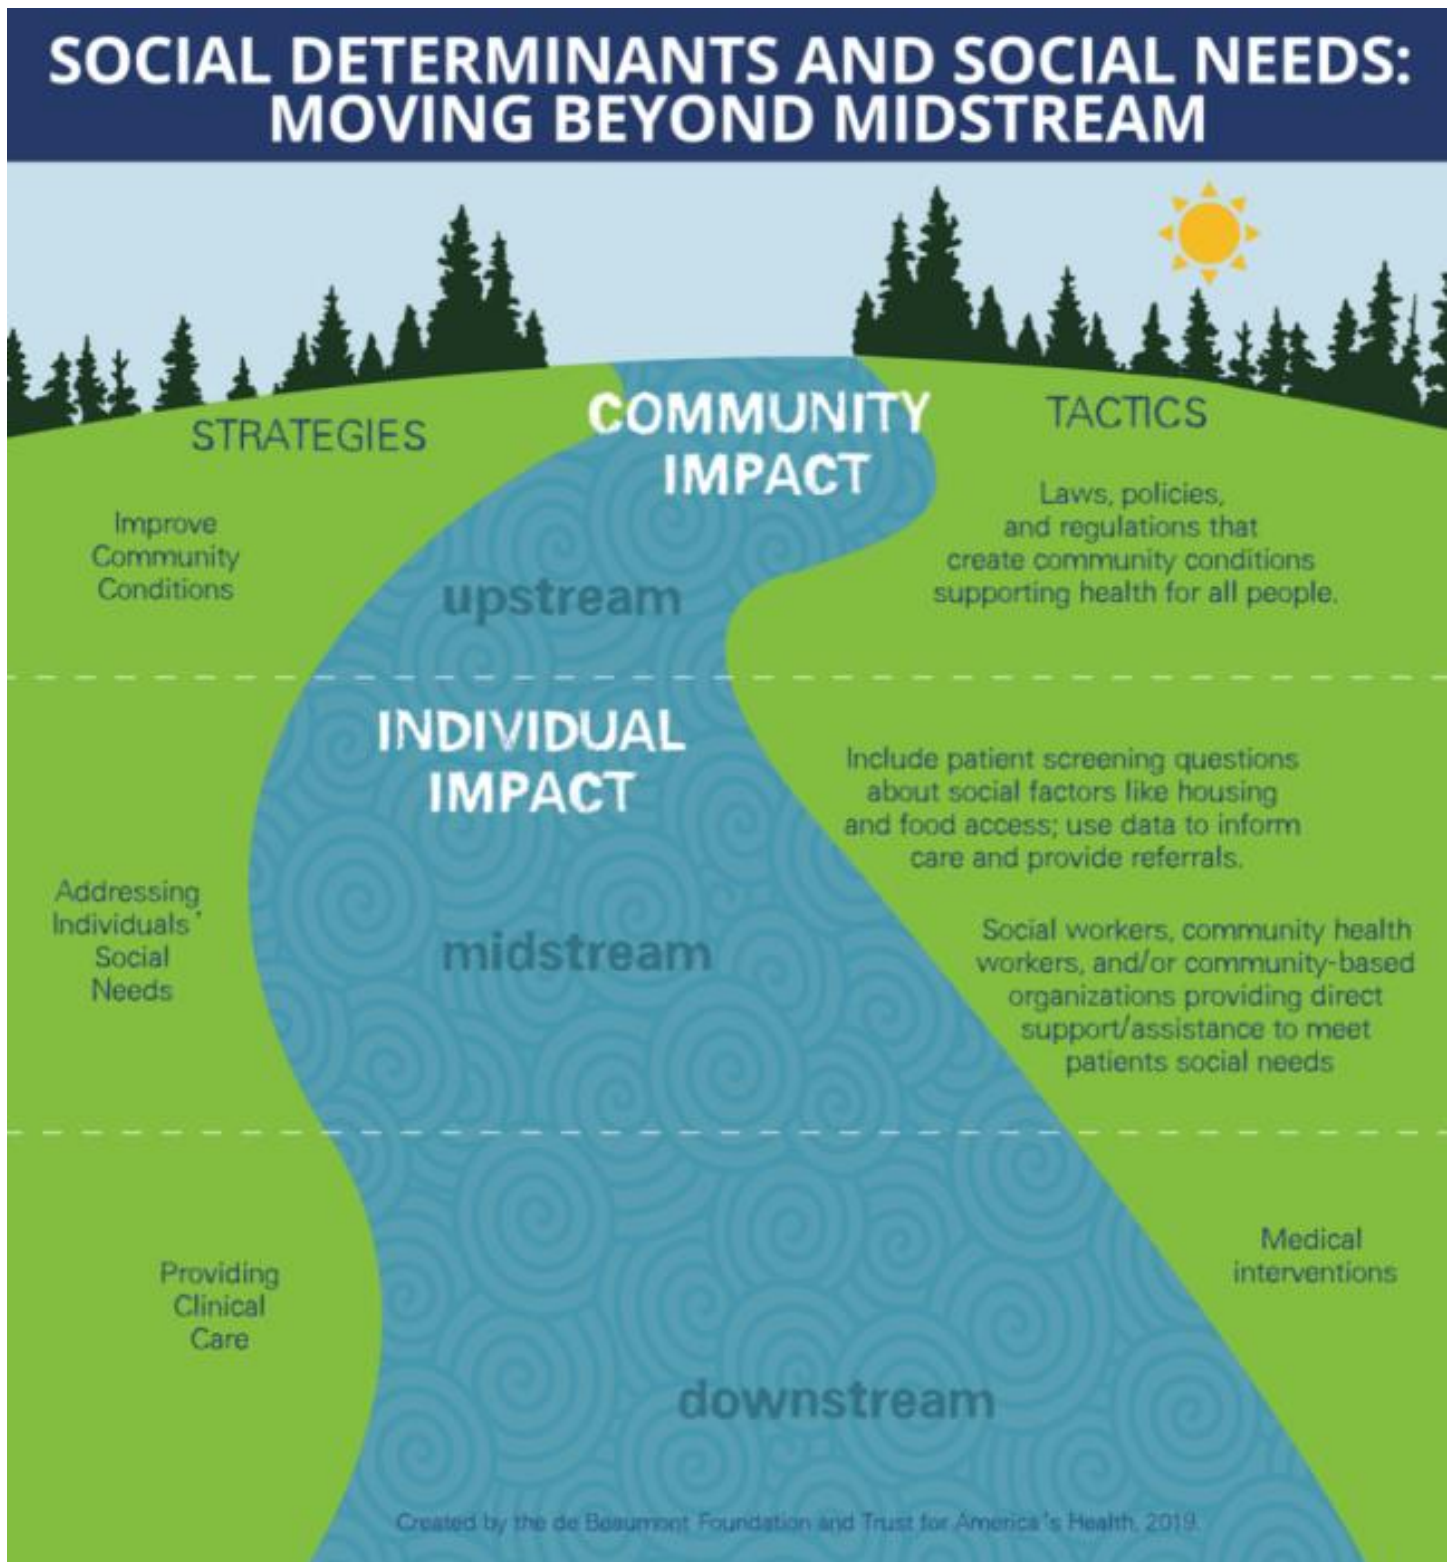 SOCIAL DETERMINANTS AND SOCIAL NEEDS:
MOVING BEYOND MIDSTREAM
STRATEGIES
COMMUNITY
IMPACT
TACTICS
Improve
Community
Conditions
upstream
Laws, policies,
and regulations that
create community conditions
supporting health for all people.
INDIVIDUAL
IMPACT
Addressing
Individuals'
Social
Needs
midstream
Include patient screening questions
about social factors like housing
and food access; use data to inform
care and provide referrals.
Social workers, community health
workers, and/or community-based
organizations providing direct
support/assistance to meet
patients social needs
Providing
Clinical
Care
downstream
Medical
interventions
Created by the de Beaumont Foundation and Trust for America's Health, 2019.